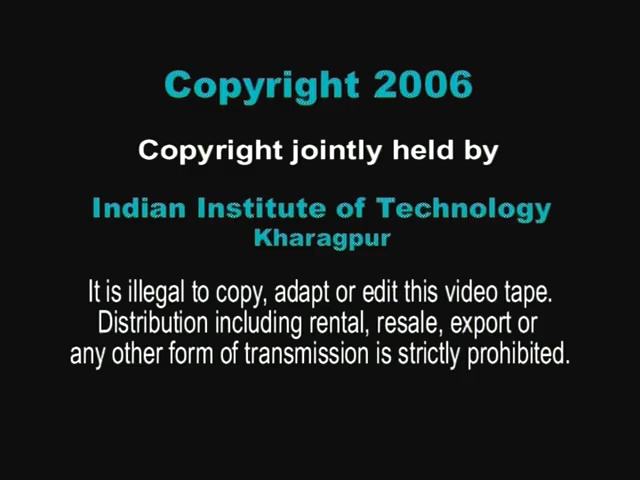 Copyright 2006
Copyright jointly held by
Indian Institute of Technology
Kharagpur
It is illegal to copy, adapt or edit this video tape.
Distribution including rental, resale, export or
any other form of transmission is strictly prohibited.